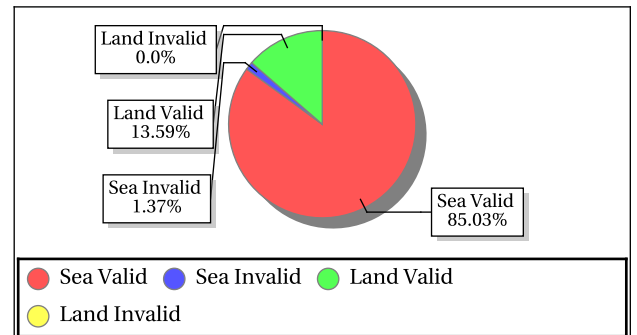 Land Invalid
0.0%
Land Valid
13.59%
Sea Invalid
1.37%
Sea Valid
85.03%
Sea Valid Sea Invalid Land Valid
Land Invalid